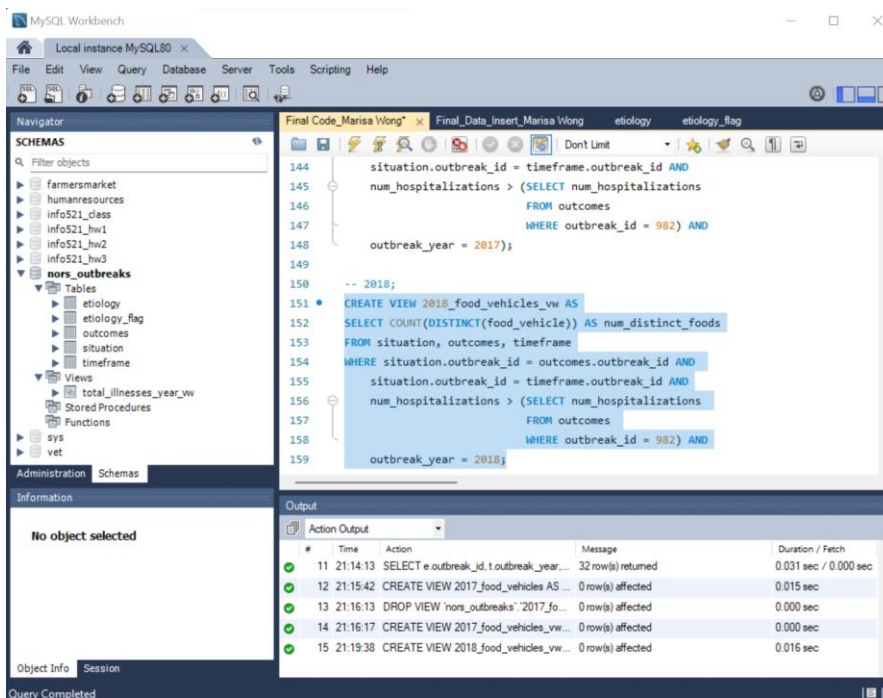 MySQL Workbench
Local instance MySQL80
File Edit View Query Database Server Tools Scripting Help
Navigator
SCHEMAS
Filter objects
farmersmarket
humanresources
info521_class
info521_hw1
info521_hw2
info521_hw3
nors_outbreaks
Tables
etiology
etiology_flag
outcomes
situation
timeframe
Views
total_illnesses_year_vw
Stored Procedures
Functions
sys
vet
Administration Schemas
Information
No object selected
Object Info Session
Query Completed
Final Code_Marisa Wong* Final_Data_Insert_Marisa Wong etiology etiology_flag
Don't Limit
144 situation.outbreak_id = timeframe.outbreak_id AND
145 num_hospitalizations > (SELECT num_hospitalizations
146 FROM outcomes
147 WHERE outbreak_id = 982) AND
148 outbreak_year = 2017);
149
150 -- 2018;
151 CREATE VIEW 2018_food_vehicles_vw AS
152 SELECT COUNT(DISTINCT(food_vehicle)) AS num_distinct_foods
153 FROM situation, outcomes, timeframe
154 WHERE situation.outbreak_id = outcomes.outbreak_id AND
155 situation.outbreak_id = timeframe.outbreak_id AND
156 num_hospitalizations > (SELECT num_hospitalizations
157 FROM outcomes
158 WHERE outbreak_id = 982) AND
159 outbreak_year = 2018;
Output
Action Output
# Time Action Message Duration / Fetch
11 21:14:13 SELECT e.outbreak_id, t.outbreak_year,... 32 row(s) returned 0.031 sec / 0.000 sec
12 21:15:42 CREATE VIEW 2017_food_vehicles AS ... 0 row(s) affected 0.015 sec
13 21:16:13 DROP VIEW `nors_outbreaks`.`2017_fo... 0 row(s) affected 0.000 sec
14 21:16:17 CREATE VIEW 2017_food_vehicles_vw... 0 row(s) affected 0.000 sec
15 21:19:38 CREATE VIEW 2018_food_vehicles_vw... 0 row(s) affected 0.016 sec